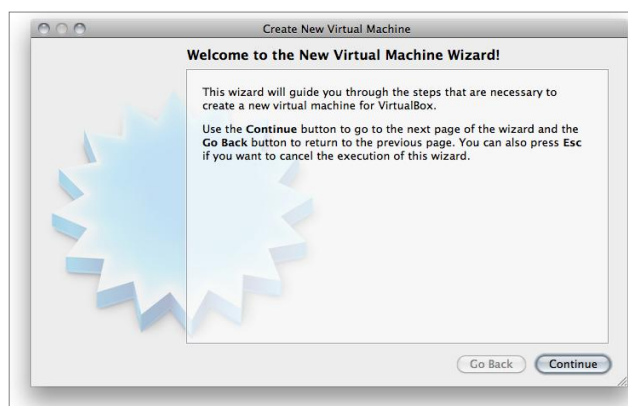 Create New Virtual Machine
Welcome to the New Virtual Machine Wizard!
This wizard will guide you through the steps that are necessary to
create a new virtual machine for VirtualBox.
Use the Continue button to go to the next page of the wizard and the
Go Back button to return to the previous page. You can also press Esc
if you want to cancel the execution of this wizard.
Go Back
Continue